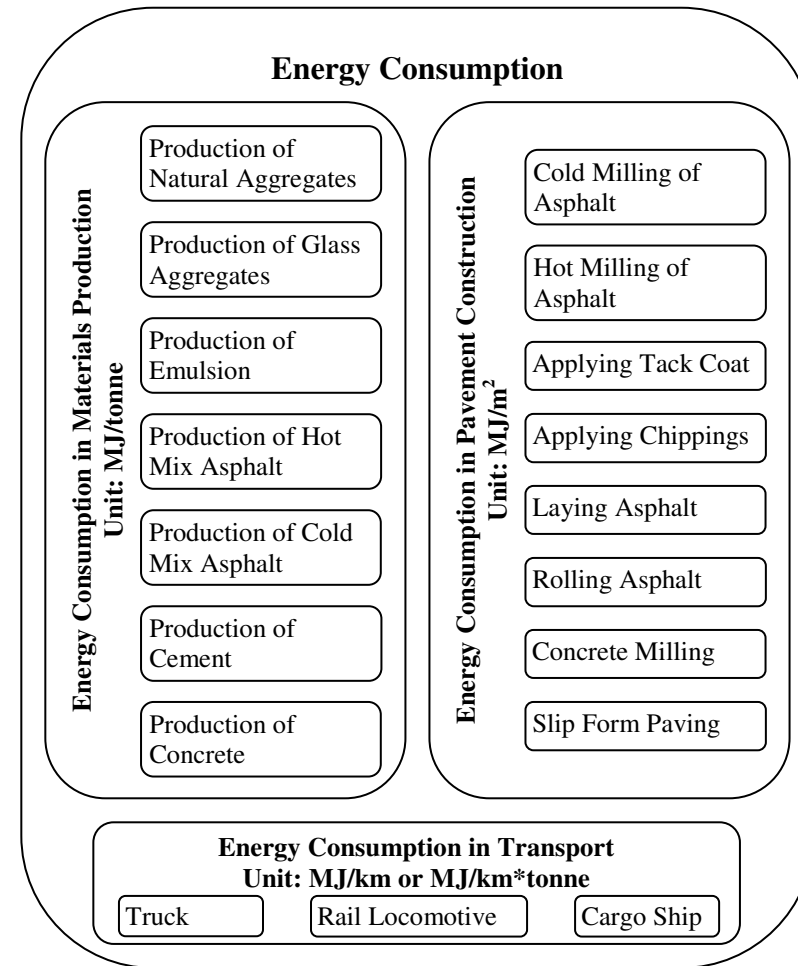 Energy Consumption
Energy Consumption in Materials Production
Unit: MJ/tonne
Production of
Natural Aggregates
Production of Glass
Aggregates
Production of
Emulsion
Production of Hot
Mix Asphalt
Production of Cold
Mix Asphalt
Production of
Cement
Production of
Concrete
Energy Consumption in Pavement Construction
Unit: MJ/m²
Cold Milling of
Asphalt
Hot Milling of
Asphalt
Applying Tack Coat
Applying Chippings
Laying Asphalt
Rolling Asphalt
Concrete Milling
Slip Form Paving
Energy Consumption in Transport
Unit: MJ/km or MJ/km*tonne
Truck
Rail Locomotive
Cargo Ship